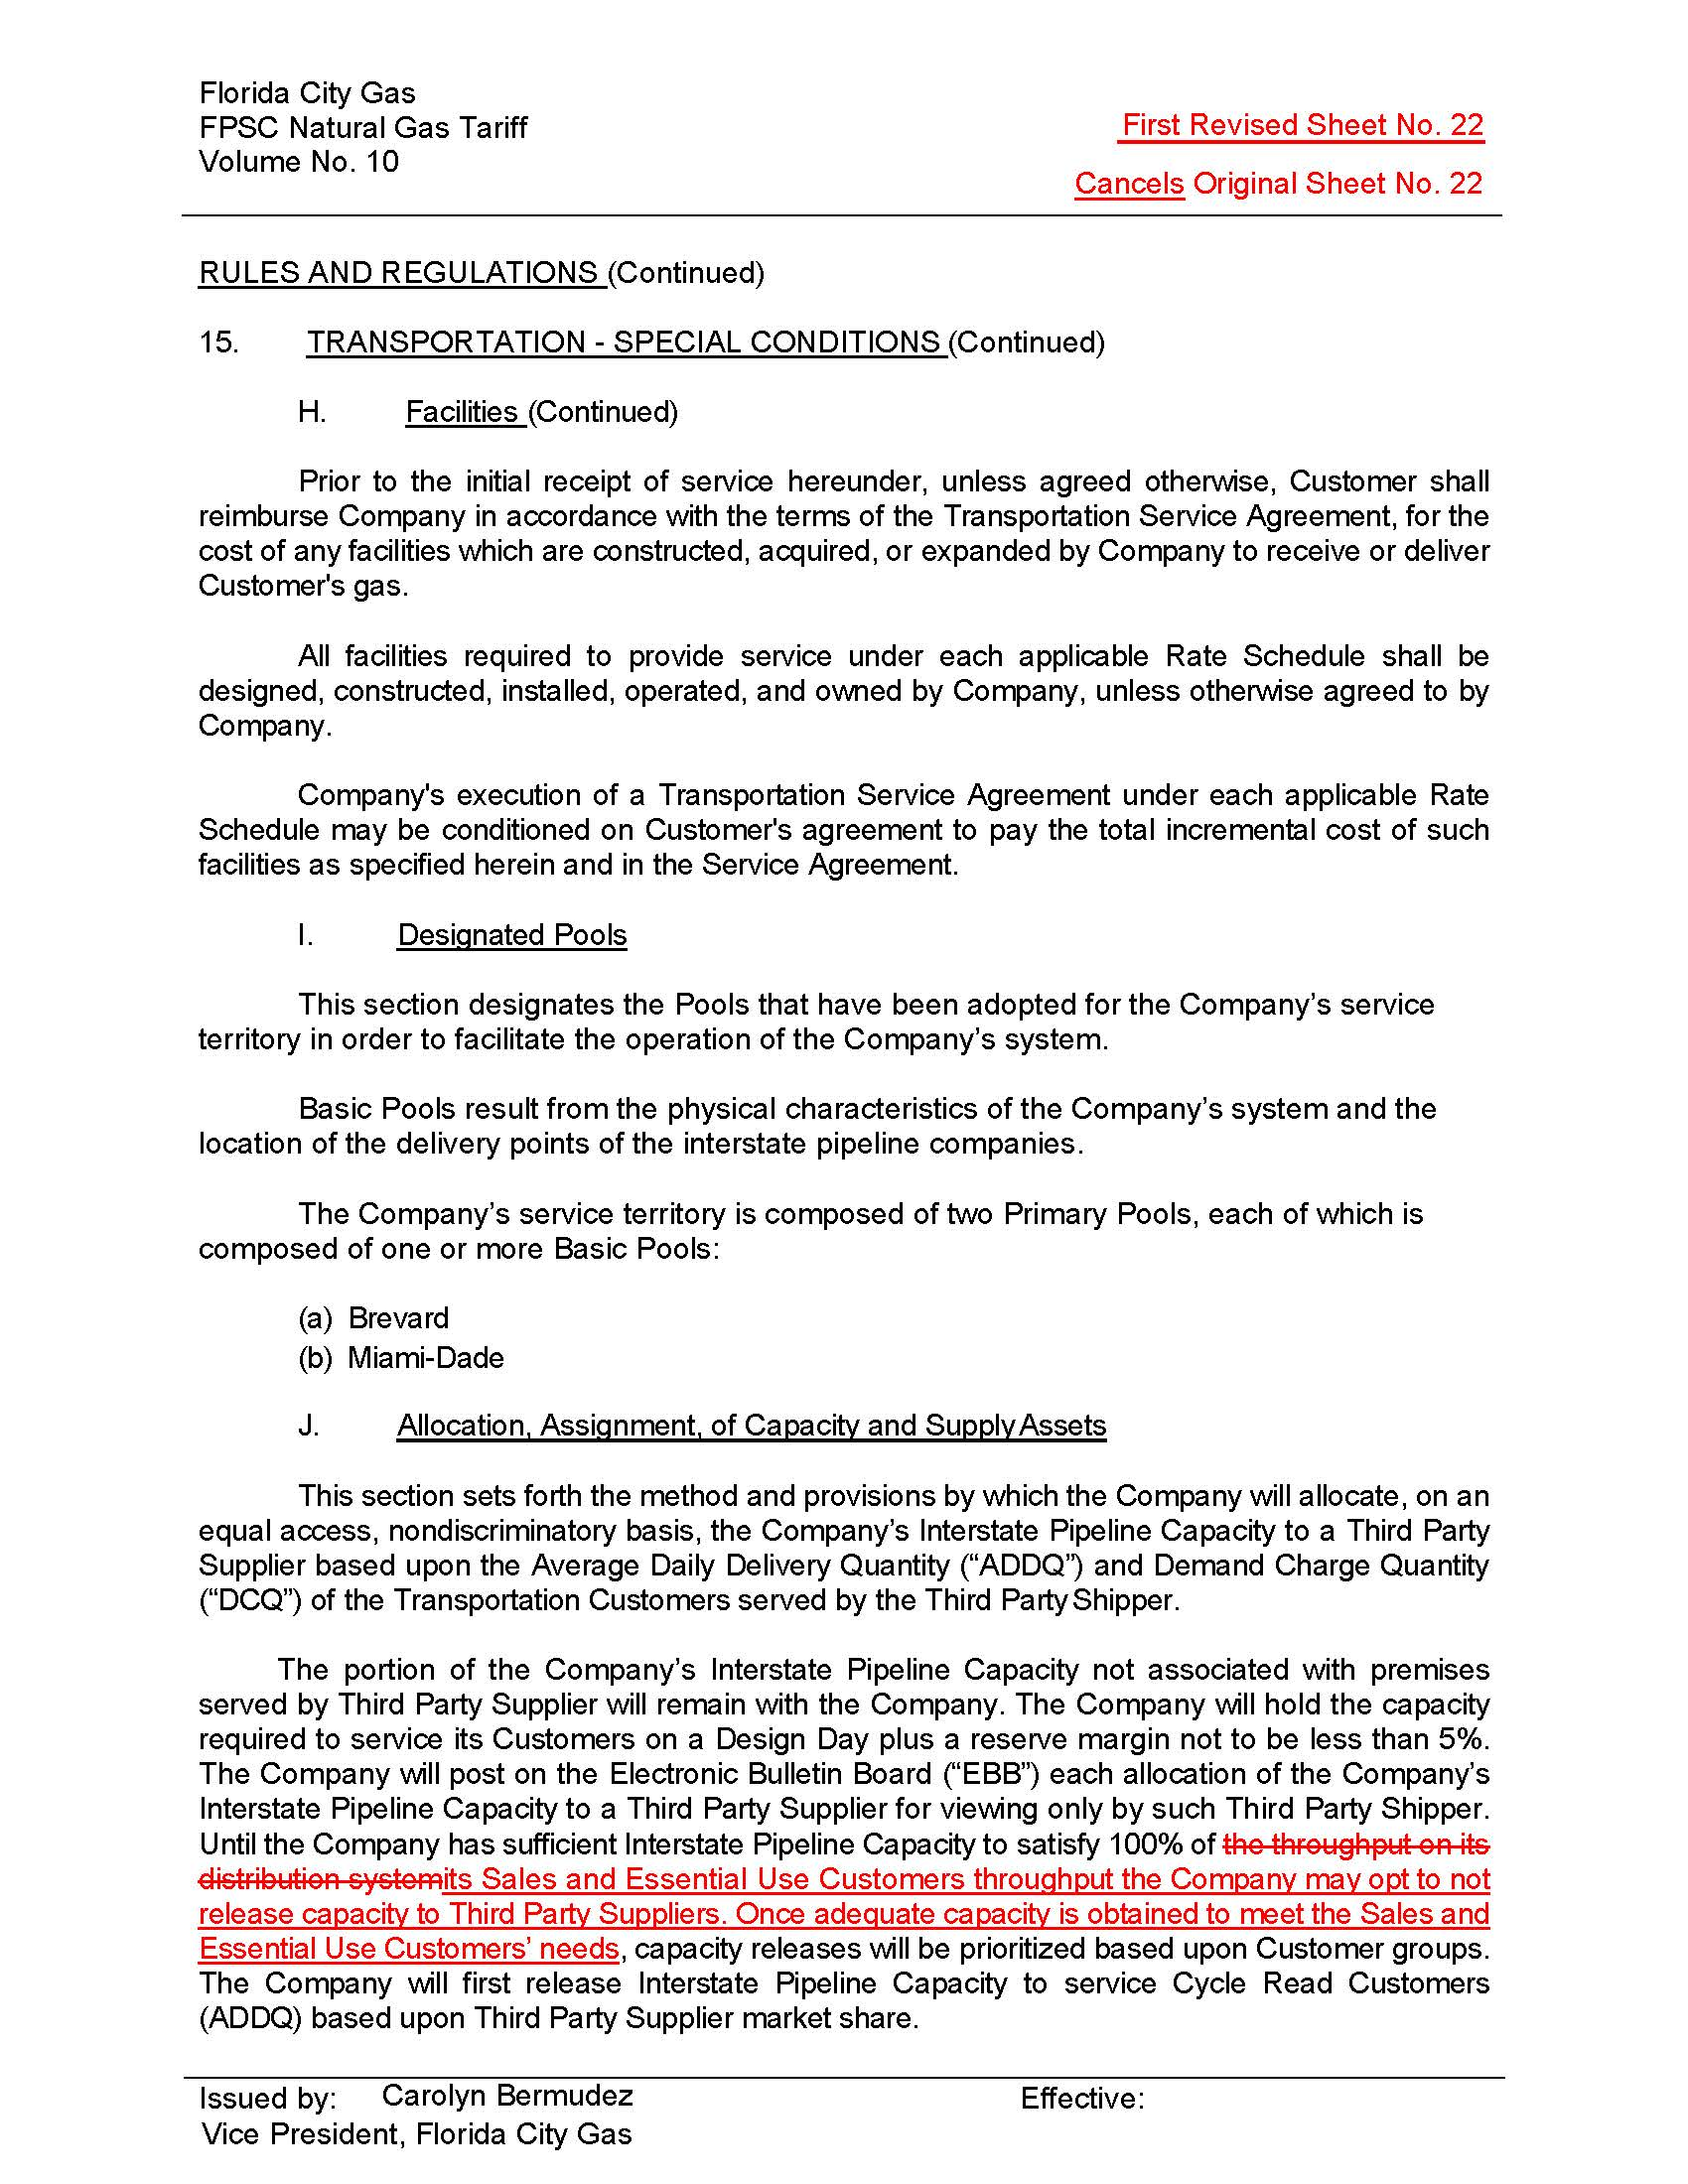 Florida City Gas
FPSC Natural Gas Tariff
Volume No. 10
First Revised Sheet No. 22
Cancels Original Sheet No. 22
RULES AND REGULATIONS (Continued)
15. TRANSPORTATION - SPECIAL CONDITIONS (Continued)
H. Facilities (Continued)
Prior to the initial receipt of service hereunder, unless agreed otherwise, Customer shall
reimburse Company in accordance with the terms of the Transportation Service Agreement, for the
cost of any facilities which are constructed, acquired, or expanded by Company to receive or deliver
Customer's gas.
All facilities required to provide service under each applicable Rate Schedule shall be
designed, constructed, installed, operated, and owned by Company, unless otherwise agreed to by
Company.
Company's execution of a Transportation Service Agreement under each applicable Rate
Schedule may be conditioned on Customer's agreement to pay the total incremental cost of such
facilities as specified herein and in the Service Agreement.
I. Designated Pools
This section designates the Pools that have been adopted for the Company’s service
territory in order to facilitate the operation of the Company’s system.
Basic Pools result from the physical characteristics of the Company’s system and the
location of the delivery points of the interstate pipeline companies.
The Company’s service territory is composed of two Primary Pools, each of which is
composed of one or more Basic Pools:
(a) Brevard
(b) Miami-Dade
J. Allocation, Assignment, of Capacity and Supply Assets
This section sets forth the method and provisions by which the Company will allocate, on an
equal access, nondiscriminatory basis, the Company’s Interstate Pipeline Capacity to a Third Party
Supplier based upon the Average Daily Delivery Quantity (“ADDQ”) and Demand Charge Quantity
(“DCQ”) of the Transportation Customers served by the Third Party Shipper.
The portion of the Company’s Interstate Pipeline Capacity not associated with premises
served by Third Party Supplier will remain with the Company. The Company will hold the capacity
required to service its Customers on a Design Day plus a reserve margin not to be less than 5%.
The Company will post on the Electronic Bulletin Board (“EBB”) each allocation of the Company’s
Interstate Pipeline Capacity to a Third Party Supplier for viewing only by such Third Party Shipper.
Until the Company has sufficient Interstate Pipeline Capacity to satisfy 100% of the throughput on its
distribution systemits Sales and Essential Use Customers throughput the Company may opt to not
release capacity to Third Party Suppliers. Once adequate capacity is obtained to meet the Sales and
Essential Use Customers’ needs, capacity releases will be prioritized based upon Customer groups.
The Company will first release Interstate Pipeline Capacity to service Cycle Read Customers
(ADDQ) based upon Third Party Supplier market share.
Issued by: Carolyn Bermudez Effective:
Vice President, Florida City Gas